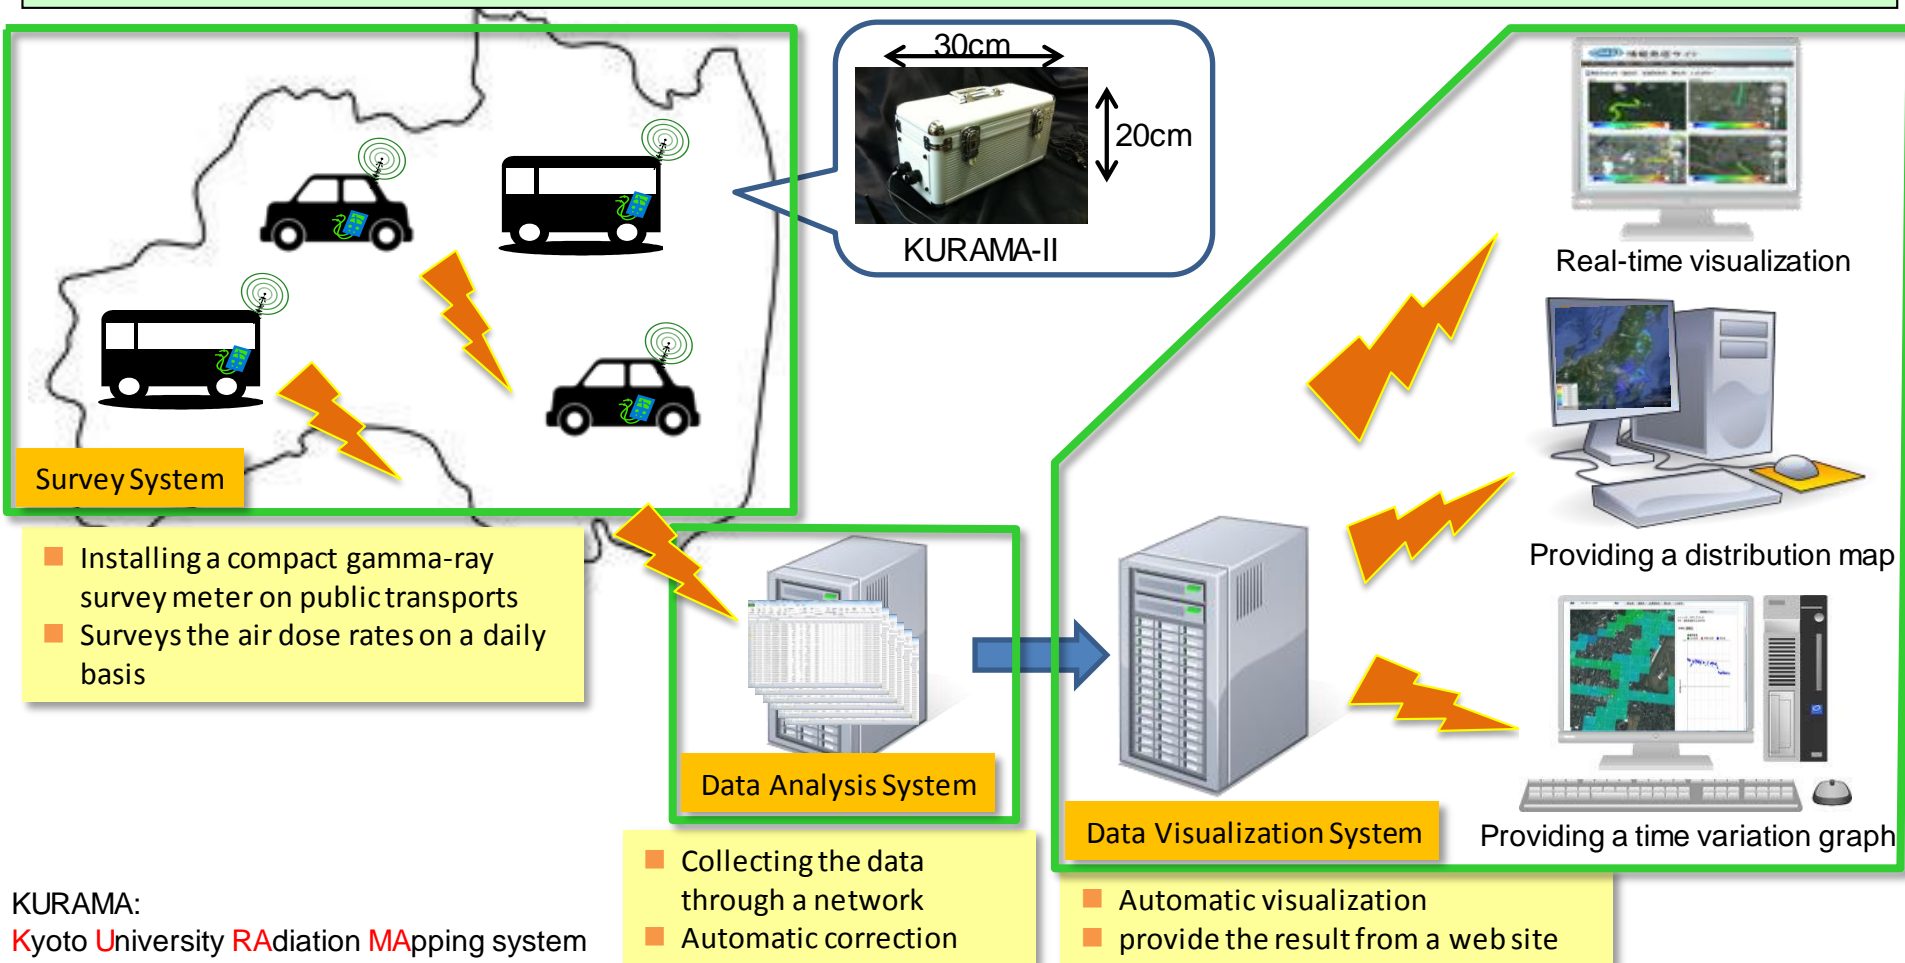 30cm
20cm
KURAMA-II
Real-time visualization
Providing a distribution map
Providing a time variation graph
Survey System
Installing a compact gamma-ray
survey meter on public transports
Surveys the air dose rates on a daily
basis
Data Analysis System
Collecting the data
through a network
Automatic correction
Data Visualization System
Automatic visualization
provide the result from a web site
KURAMA:
Kyoto University RAdiation MApping system